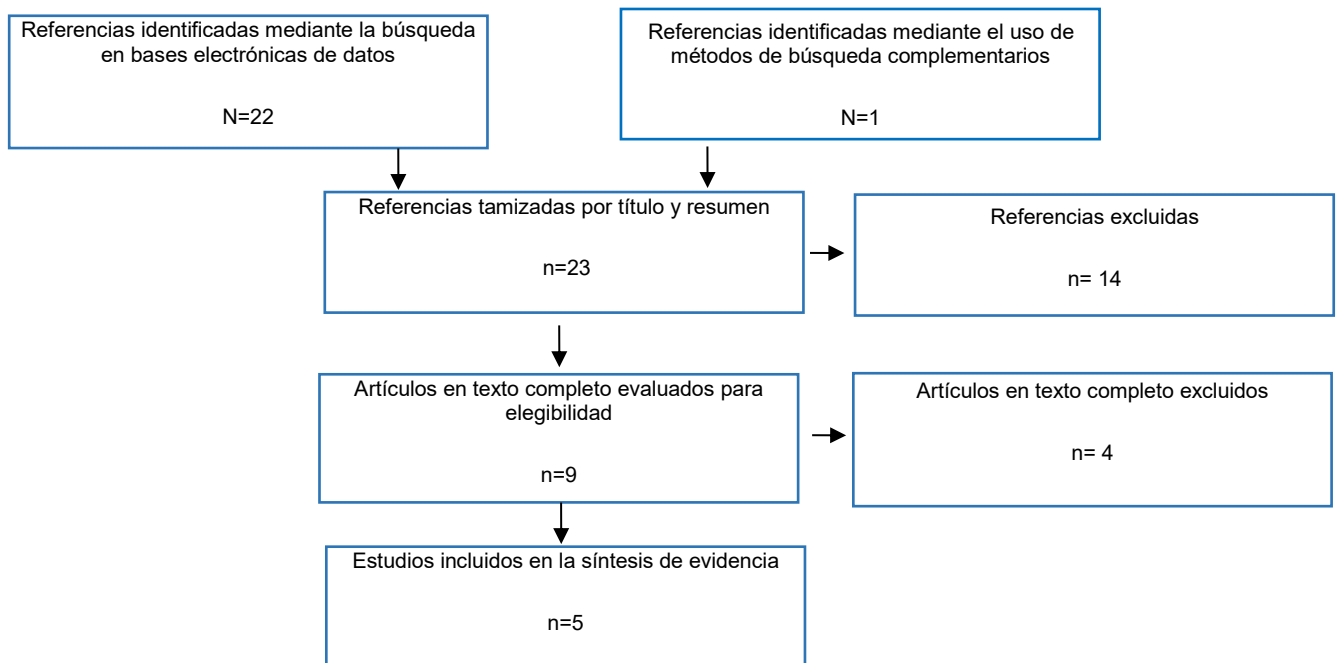 Referencias identificadas mediante la búsqueda
en bases electrónicas de datos
N=22
Referencias identificadas mediante el uso de
métodos de búsqueda complementarios
N=1
Referencias tamizadas por título y resumen
n=23
Referencias excluidas
n= 14
Artículos en texto completo evaluados para
elegibilidad
n=9
Artículos en texto completo excluidos
n= 4
Estudios incluidos en la síntesis de evidencia
n=5